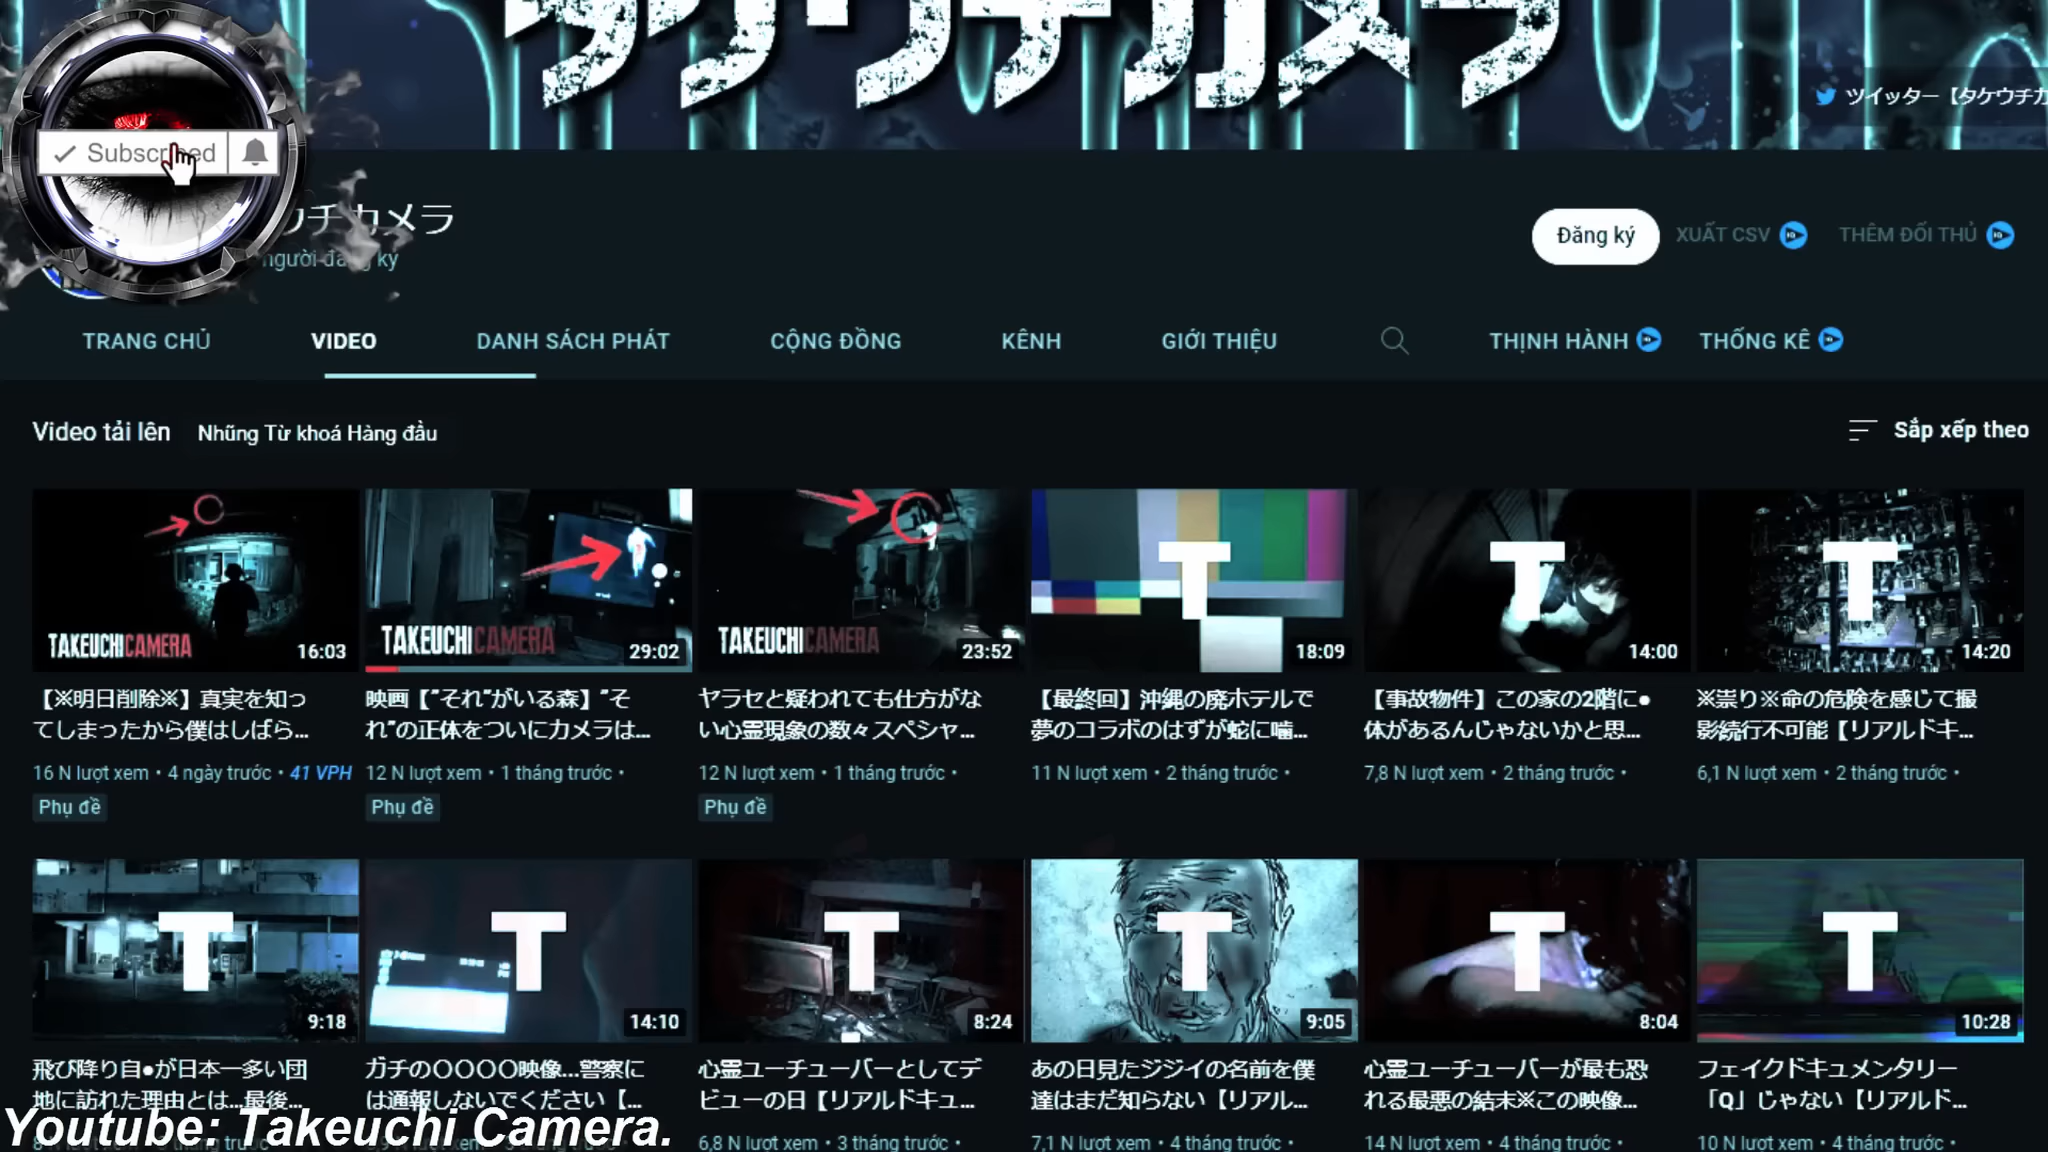 タケウチカメラ
ツイッター【タケウチカ
Subscribed
ウチカメラ
người đăng ký
Đăng ký
XUẤT CSV
THÊM ĐỐI THỦ
TRANG CHỦ
VIDEO
DANH SÁCH PHÁT
CỘNG ĐỒNG
KÊNH
GIỚI THIỆU
THỊNH HÀNH
THỐNG KÊ
Video tải lên
Những Từ khoá Hàng đầu
Sắp xếp theo
TAKEUCHICAMERA
16:03
TAKEUCHICAMERA
29:02
TAKEUCHICAMERA
23:52
T
18:09
T
14:00
T
14:20
【※明日削除※】真実を知っ
てしまったから僕はしばら...
16 N lượt xem • 4 ngày trước • 41 VPH
Phụ đề
映画【"それ"がいる森】"そ
れ"の正体をついにカメラは...
12 N lượt xem • 1 tháng trước •
Phụ đề
ヤラセと疑われても仕方がな
い心霊現象の数々スペシャ...
12 N lượt xem • 1 tháng trước •
Phụ đề
【最終回】沖縄の廃ホテルで
夢のコラボのはずが蛇に噛...
11 N lượt xem • 2 tháng trước •
【事故物件】この家の2階に●
体があるんじゃないかと思...
7,8 N lượt xem • 2 tháng trước •
※祟り※命の危険を感じて撮
影続行不可能【リアルドキ...
6,1 N lượt xem • 2 tháng trước •
T
9:18
T
14:10
T
8:24
T
9:05
T
8:04
T
10:28
飛び降り自●が日本一多い団
地に訪れた理由とは...最後...
ガチの〇〇〇〇映像...警察に
は通報しないでください【...
心霊ユーチューバーとしてデ
ビューの日【リアルドキュ...
6,8 N lượt xem • 3 tháng trước •
あの日見たジジイの名前を僕
達はまだ知らない【リアル...
7,1 N lượt xem • 4 tháng trước •
心霊ユーチューバーが最も恐
れる最悪の結末※この映像...
14 N lượt xem • 4 tháng trước •
フェイクドキュメンタリー
「Q」じゃない【リアルド...
10 N lượt xem • 4 tháng trước •
Youtube: Takeuchi Camera.